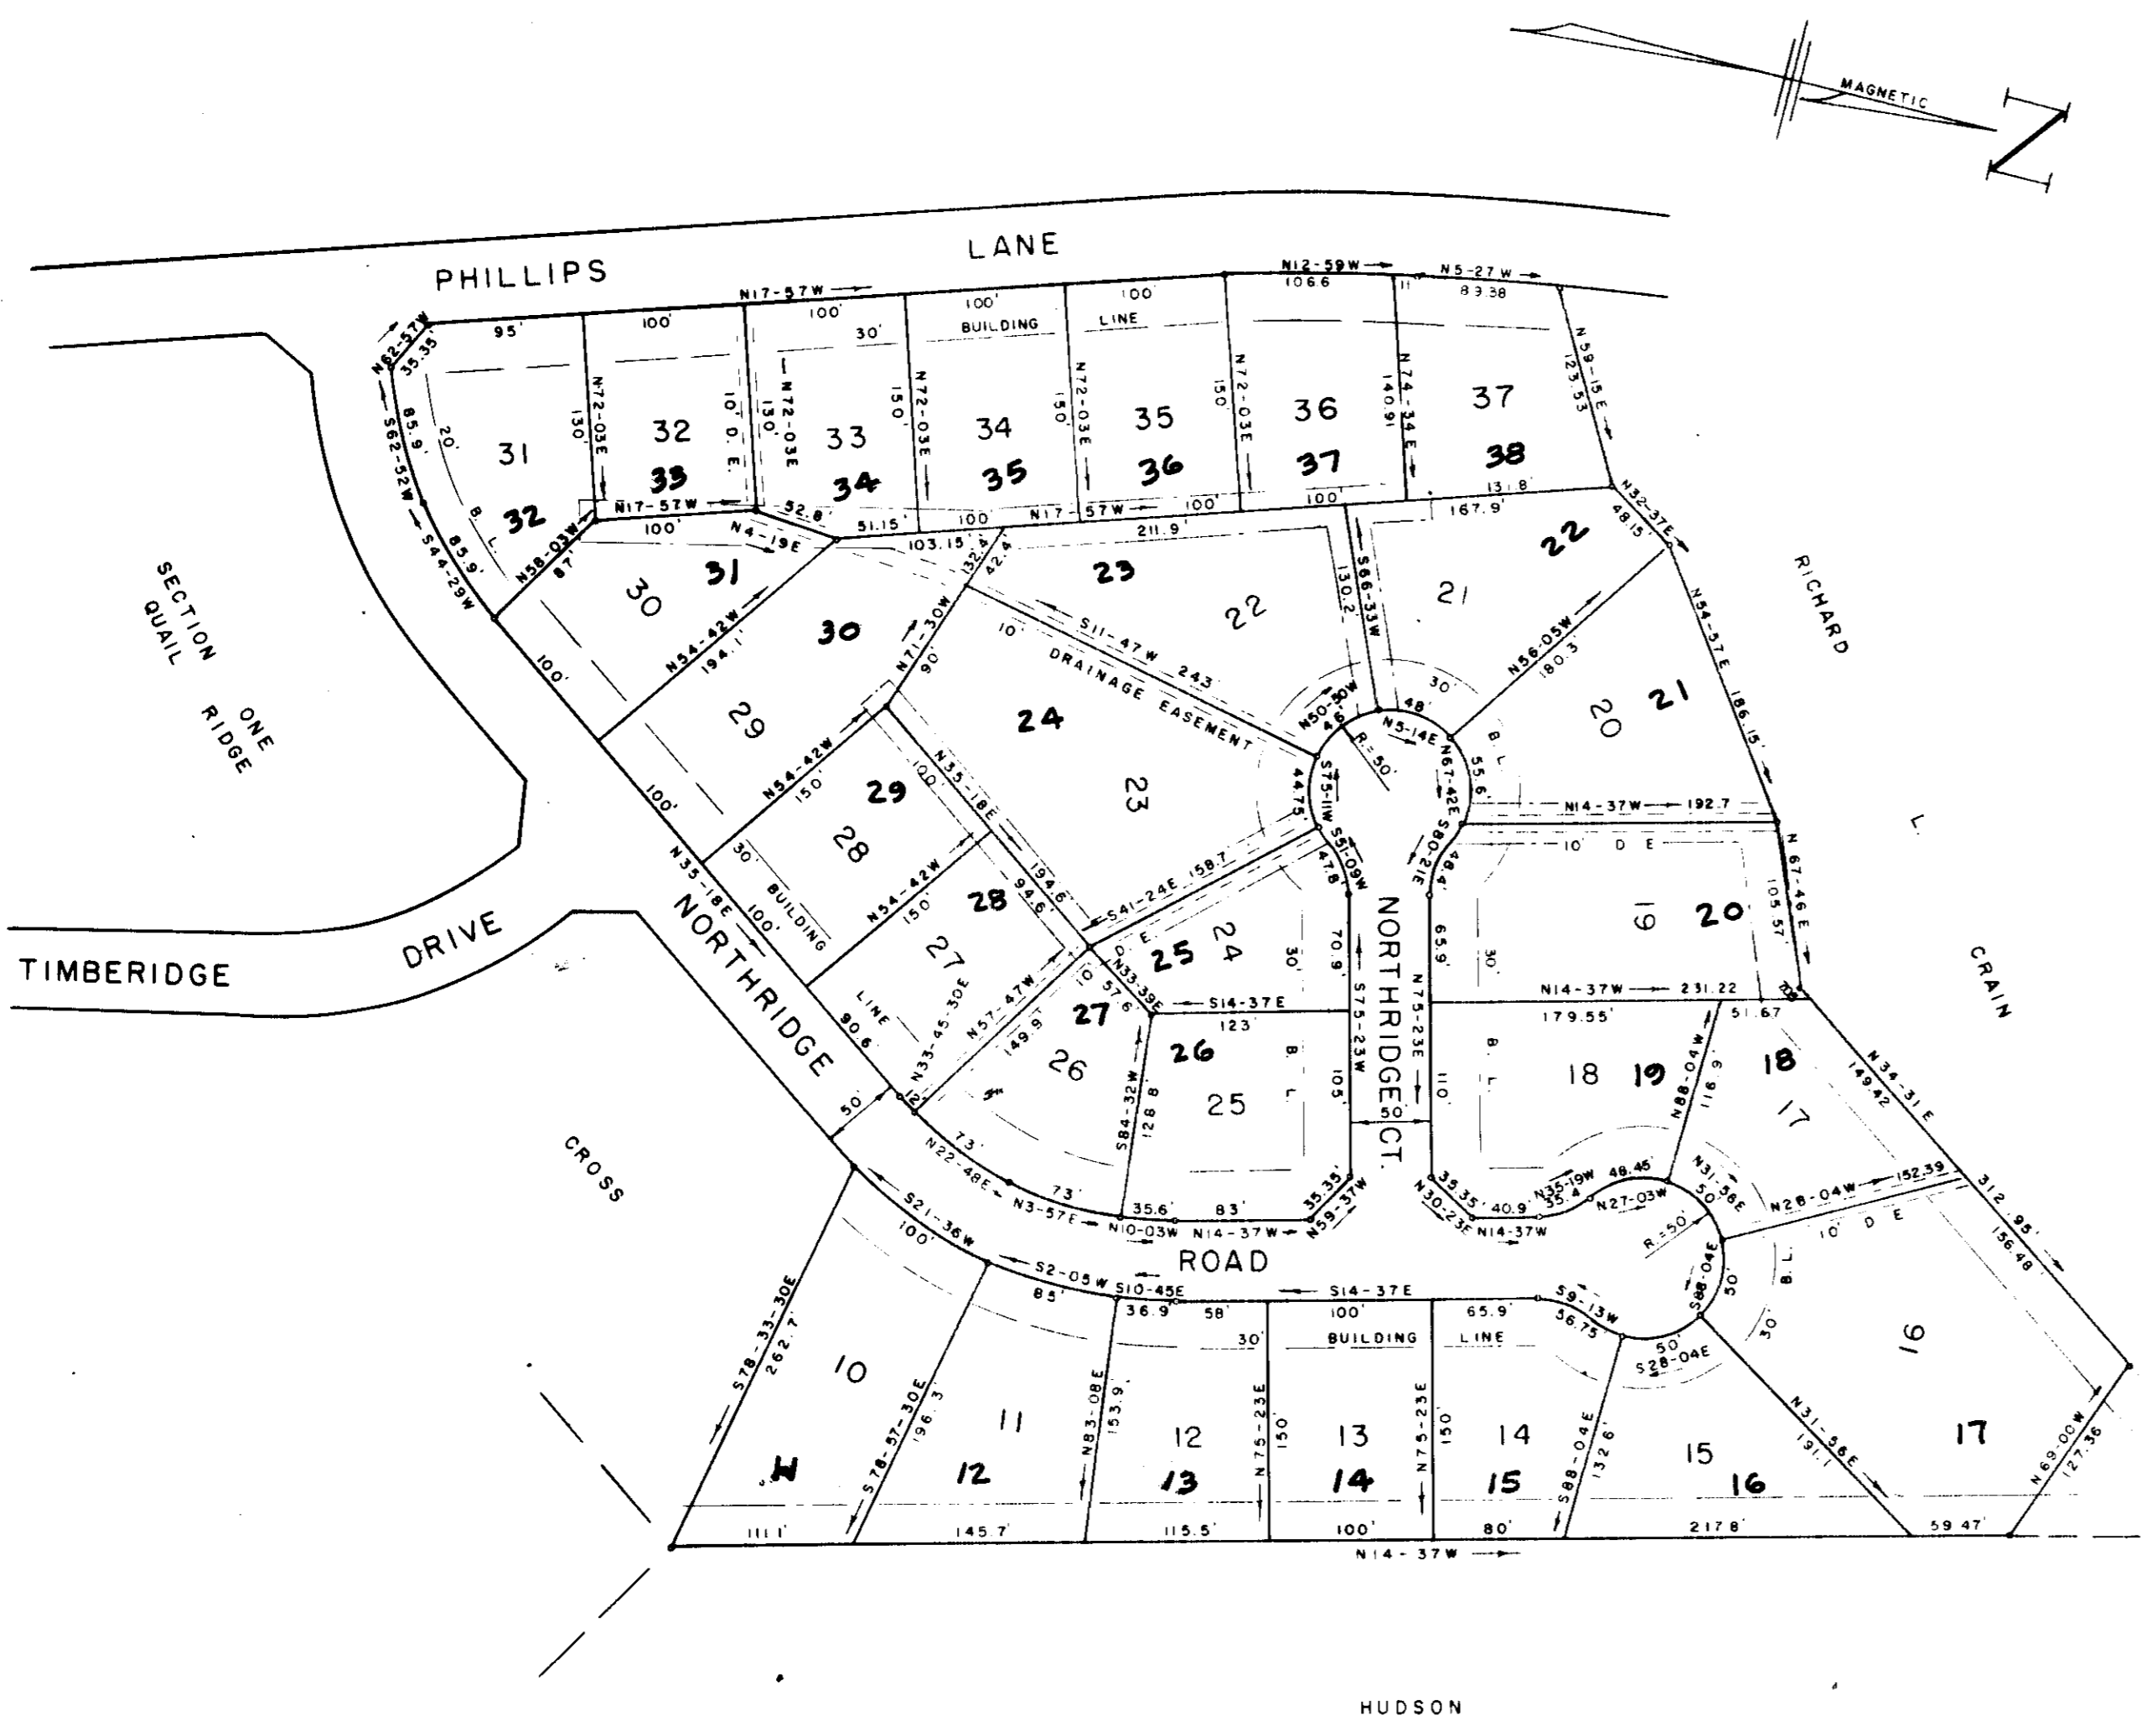 MAGNETIC
N
PHILLIPS LANE
N62-57W
35.35'
95'
100'
N17-57W
100'
100'
100'
N12-59W
106.6
11'
N5-27W
89.38
30' BUILDING LINE
S62-52W
85.9'
20'
B. L.
S44-29W
85.9'
31
32
N72-03E
130'
32
33
10' D. E.
N72-03E
130'
33
34
N72-03E
150'
34
35
N72-03E
150'
35
36
N72-03E
150'
36
37
N74-34E
140.91
37
38
N59-15E
123.53
N58-03W
87'
N17-57W
100'
N4-19E
52.8'
51.15'
103.15'
100'
N17-57W
211.9'
100'
100'
131.8'
167.9'
N32-37E
48.15'
132.4'
42.4'
30
31
N54-42W
194.1'
29
30
N71-30W
90'
22
23
S66-33W
130.2'
21
22
N56-05W
180.3'
20
21
N54-57E
186.15'
S11-47W 243'
10' DRAINAGE EASEMENT
23
24
N50-50W
46'
N5-14E
48'
30'
B. L.
R.=50'
N67-42E
55.6'
S75-11W
44.75'
S51-09W
47.8'
S80-21E
48.4'
N14-37W 192.7
10' D E
N67-46E
105.57'
RICHARD
L.
CRAIN
SECTION ONE
QUAIL RIDGE
100'
100'
N35-18E
100'
90.6'
N54-42W
150'
28
29
N54-42W
150'
N35-18E
100'
194.6'
94.6'
30' BUILDING LINE
27
28
N33-45-30E
12'
S41-24E 158.7
10' D. E.
24
25
N33-39E
57.6'
S14-37E
123'
N57-47W
149.9'
26
27
S84-32W
128.8'
25
26
30'
B. L.
70.9'
S75-23W
105'
NORTHRIDGE CT.
50'
65.9'
N75-23E
110'
30'
B. L.
19
20
N14-37W 231.22
179.55'
51.67
18
19
N88-04W
116.9'
17
18
N34-31E
149.42
312.95'
156.48'
TIMBERIDGE DRIVE
NORTHRIDGE ROAD
50'
CROSS
N22-48E
73'
N3-57E
73'
N10-03W
35.6'
N14-37W
83'
N59-37W
35.35'
N30-23E
35.35'
N14-37W
40.9'
N35-19W
35.4'
N27-03W
48.45'
N31-56E
50'
R.=50'
N28-04W 152.39
10' D E
S88-04E
50'
B. L.
30'
S21-36W
100'
S2-05W
85'
S10-45E
36.9'
58'
S14-37E
100'
65.9'
S9-13W
56.75'
50'
S28-04E
30' BUILDING LINE
S78-33-30E
262.7'
10
S78-57-30E
196.3
11
12
N83-08E
153.9'
12
13
N75-23E
150'
13
14
N75-23E
150'
14
15
S88-04E
132.6'
15
16
N31-56E
191.1
16
17
N69-00W
127.36
111.1'
145.7'
115.5'
100'
80'
217.8'
59.47'
N14-37W
HUDSON